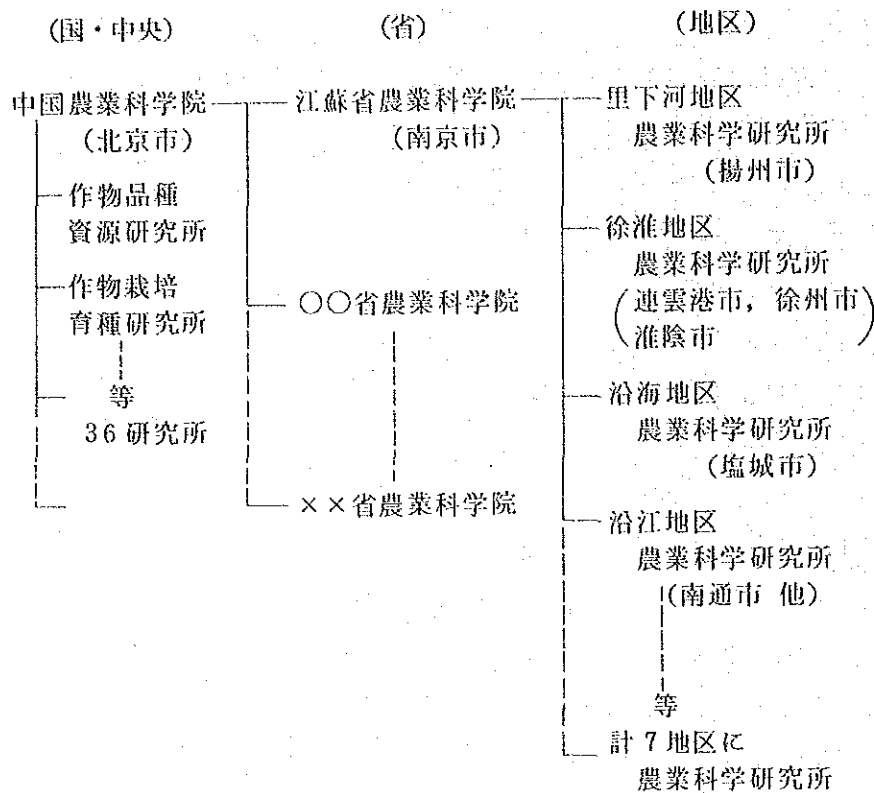 (国・中央)
(省)
(地区)
中国農業科学院
(北京市)
作物品種
資源研究所
作物栽培
育種研究所
等
36研究所
江蘇省農業科学院
(南京市)
○○省農業科学院
××省農業科学院
里下河地区
農業科学研究所
(揚州市)
徐淮地区
農業科学研究所
(連雲港市，徐州市
淮陰市)
沿海地区
農業科学研究所
(塩城市)
沿江地区
農業科学研究所
(南通市 他)
等
計7地区に
農業科学研究所